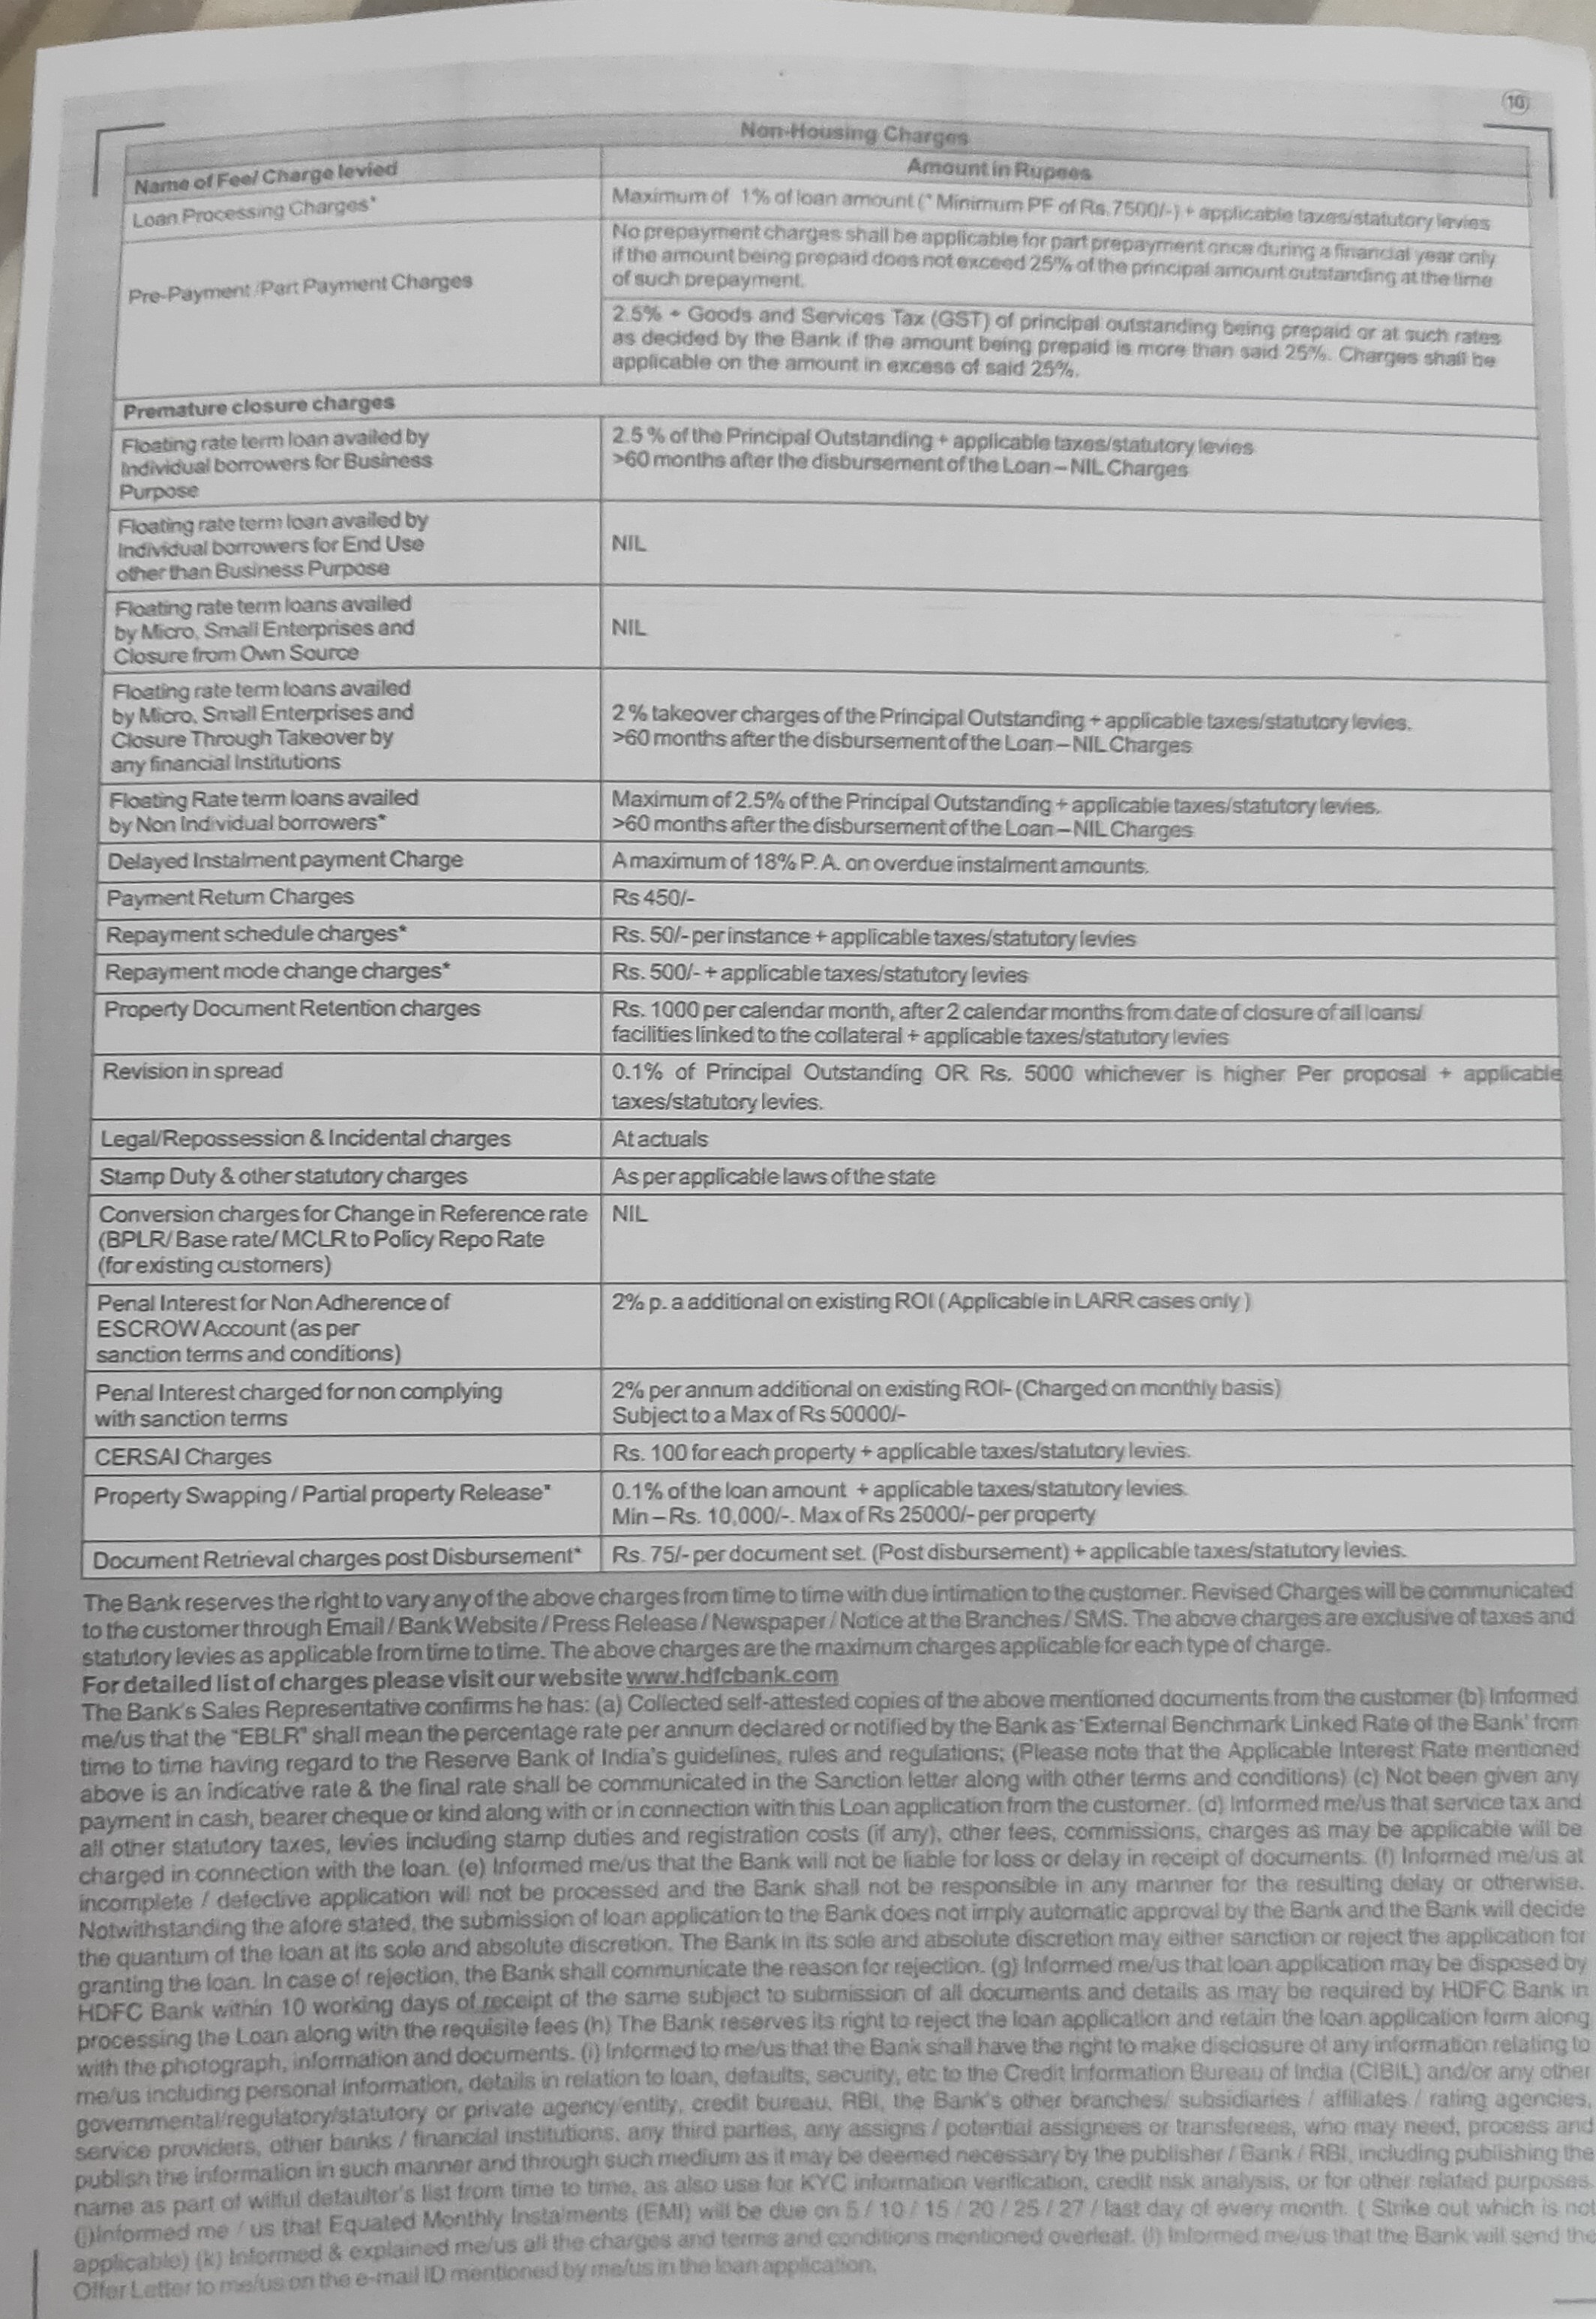 10
Non-Housing Charges
Name of Fee/ Charge levied
Amount in Rupees
Loan Processing Charges*
Maximum of 1% of loan amount (* Minimum PF of Rs.7500/-) + applicable taxes/statutory levies
Pre-Payment /Part Payment Charges
No prepayment charges shall be applicable for part prepayment once during a financial year only
if the amount being prepaid does not exceed 25% of the principal amount outstanding at the time
of such prepayment.
2.5% + Goods and Services Tax (GST) of principal outstanding being prepaid or at such rates
as decided by the Bank if the amount being prepaid is more than said 25%. Charges shall be
applicable on the amount in excess of said 25%.
Premature closure charges
Floating rate term loan availed by
Individual borrowers for Business
Purpose
2.5 % of the Principal Outstanding + applicable taxes/statutory levies
>60 months after the disbursement of the Loan – NIL Charges
Floating rate term loan availed by
Individual borrowers for End Use
other than Business Purpose
NIL
Floating rate term loans availed
by Micro, Small Enterprises and
Closure from Own Source
NIL
Floating rate term loans availed
by Micro, Small Enterprises and
Closure Through Takeover by
any financial Institutions
2 % takeover charges of the Principal Outstanding + applicable taxes/statutory levies.
>60 months after the disbursement of the Loan – NIL Charges
Floating Rate term loans availed
by Non Individual borrowers*
Maximum of 2.5% of the Principal Outstanding + applicable taxes/statutory levies.
>60 months after the disbursement of the Loan – NIL Charges
Delayed Instalment payment Charge
A maximum of 18% P. A. on overdue instalment amounts.
Payment Return Charges
Rs 450/-
Repayment schedule charges*
Rs. 50/- per instance + applicable taxes/statutory levies
Repayment mode change charges*
Rs. 500/- + applicable taxes/statutory levies
Property Document Retention charges
Rs. 1000 per calendar month, after 2 calendar months from date of closure of all loans/
facilities linked to the collateral + applicable taxes/statutory levies
Revision in spread
0.1% of Principal Outstanding OR Rs. 5000 whichever is higher Per proposal + applicable
taxes/statutory levies.
Legal/Repossession & Incidental charges
At actuals
Stamp Duty & other statutory charges
As per applicable laws of the state
Conversion charges for Change in Reference rate
(BPLR/ Base rate/ MCLR to Policy Repo Rate
(for existing customers)
NIL
Penal Interest for Non Adherence of
ESCROW Account (as per
sanction terms and conditions)
2% p. a additional on existing ROI ( Applicable in LARR cases only )
Penal Interest charged for non complying
with sanction terms
2% per annum additional on existing ROI- (Charged on monthly basis)
Subject to a Max of Rs 50000/-
CERSAI Charges
Rs. 100 for each property + applicable taxes/statutory levies.
Property Swapping / Partial property Release*
0.1% of the loan amount + applicable taxes/statutory levies.
Min – Rs. 10,000/-. Max of Rs 25000/- per property
Document Retrieval charges post Disbursement*
Rs. 75/- per document set. (Post disbursement) + applicable taxes/statutory levies.
The Bank reserves the right to vary any of the above charges from time to time with due intimation to the customer. Revised Charges will be communicated
to the customer through Email / Bank Website / Press Release / Newspaper / Notice at the Branches / SMS. The above charges are exclusive of taxes and
statutory levies as applicable from time to time. The above charges are the maximum charges applicable for each type of charge.
For detailed list of charges please visit our website www.hdfcbank.com
The Bank's Sales Representative confirms he has: (a) Collected self-attested copies of the above mentioned documents from the customer (b) Informed
me/us that the "EBLR" shall mean the percentage rate per annum declared or notified by the Bank as 'External Benchmark Linked Rate of the Bank' from
time to time having regard to the Reserve Bank of India's guidelines, rules and regulations; (Please note that the Applicable Interest Rate mentioned
above is an indicative rate & the final rate shall be communicated in the Sanction letter along with other terms and conditions) (c) Not been given any
payment in cash, bearer cheque or kind along with or in connection with this Loan application from the customer. (d) Informed me/us that service tax and
all other statutory taxes, levies including stamp duties and registration costs (if any), other fees, commissions, charges as may be applicable will be
charged in connection with the loan. (e) Informed me/us that the Bank will not be liable for loss or delay in receipt of documents. (f) Informed me/us at
incomplete / defective application will not be processed and the Bank shall not be responsible in any manner for the resulting delay or otherwise.
Notwithstanding the afore stated, the submission of loan application to the Bank does not imply automatic approval by the Bank and the Bank will decide
the quantum of the loan at its sole and absolute discretion. The Bank in its sole and absolute discretion may either sanction or reject the application for
granting the loan. In case of rejection, the Bank shall communicate the reason for rejection. (g) Informed me/us that loan application may be disposed by
HDFC Bank within 10 working days of receipt of the same subject to submission of all documents and details as may be required by HDFC Bank in
processing the Loan along with the requisite fees (h) The Bank reserves its right to reject the loan application and retain the loan application form along
with the photograph, information and documents. (i) Informed to me/us that the Bank shall have the right to make disclosure of any information relating to
me/us including personal information, details in relation to loan, defaults, security, etc to the Credit Information Bureau of India (CIBIL) and/or any other
governmental/regulatory/statutory or private agency/entity, credit bureau, RBI, the Bank's other branches/ subsidiaries / affiliates / rating agencies,
service providers, other banks / financial institutions, any third parties, any assigns / potential assignees or transferees, who may need, process and
publish the information in such manner and through such medium as it may be deemed necessary by the publisher / Bank / RBI, including publishing the
name as part of wilful defaulter's list from time to time, as also use for KYC information verification, credit risk analysis, or for other related purposes.
(j)Informed me / us that Equated Monthly Instalments (EMI) will be due on 5 / 10 / 15 / 20 / 25 / 27 / last day of every month. ( Strike out which is not
applicable) (k) Informed & explained me/us all the charges and terms and conditions mentioned overleaf. (l) Informed me/us that the Bank will send the
Offer Letter to me/us on the e-mail ID mentioned by me/us in the loan application.